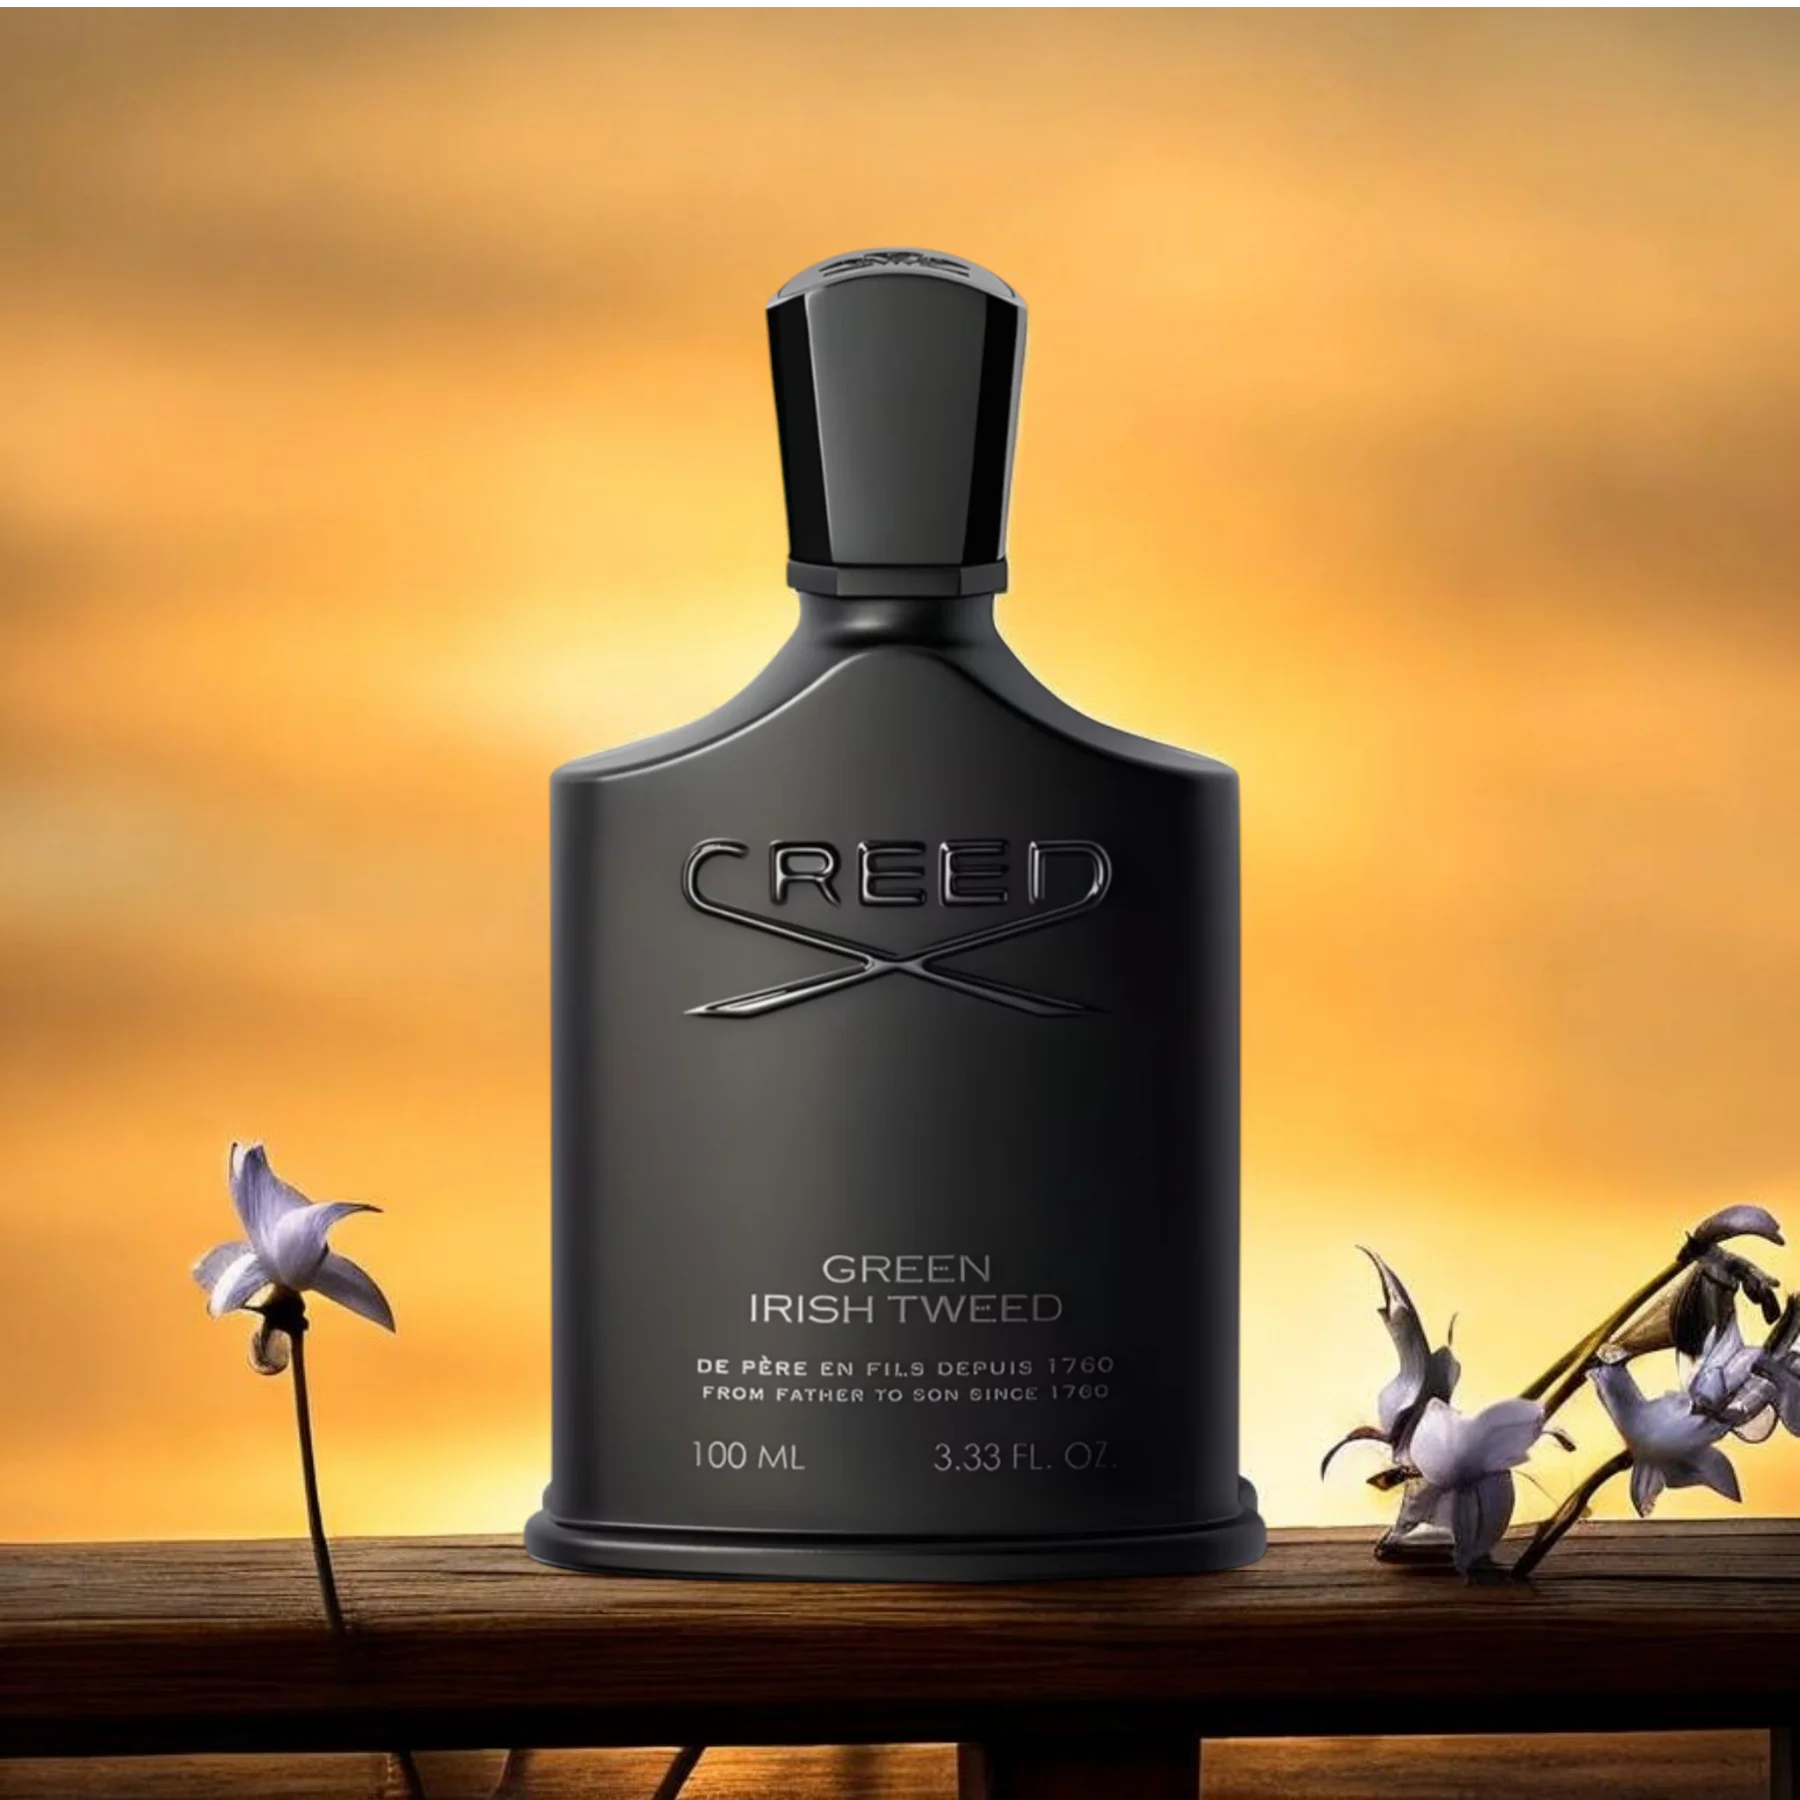 CREED
GREEN
IRISH TWEED
DE PÈRE EN FILS DEPUIS 1760
FROM FATHER TO SON SINCE 1760
100 ML 3.33 FL. OZ.